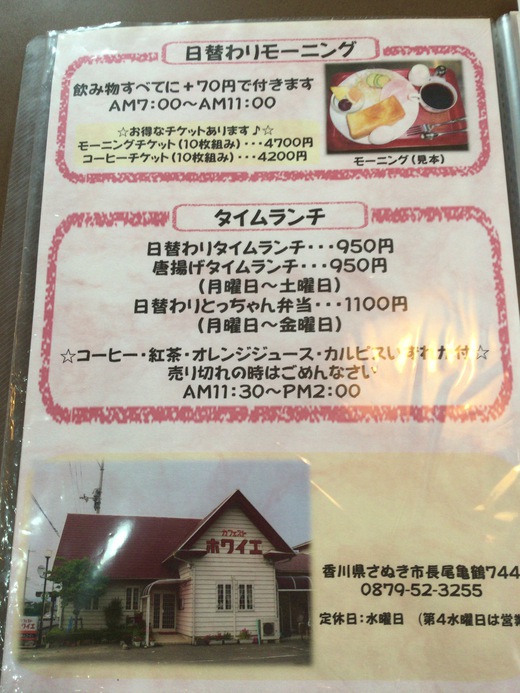 日替わりモーニング
飲み物すべてに＋70円で付きます
AM7:00～AM11:00
☆お得なチケットあります♪☆
モーニングチケット（10枚組み）・・・4700円
コーヒーチケット（10枚組み）・・・4200円
モーニング（見本）
タイムランチ
日替わりタイムランチ・・・950円
唐揚げタイムランチ・・・950円
（月曜日～土曜日）
日替わりとっちゃん弁当・・・1100円
（月曜日～金曜日）
☆コーヒー・紅茶・オレンジジュース・カルピスいずれか付☆
売り切れの時はごめんなさい
AM11:30～PM2:00
カフェスト
ホワイエ
香川県さぬき市長尾亀鶴744
0879-52-3255
定休日：水曜日　（第4水曜日は営業